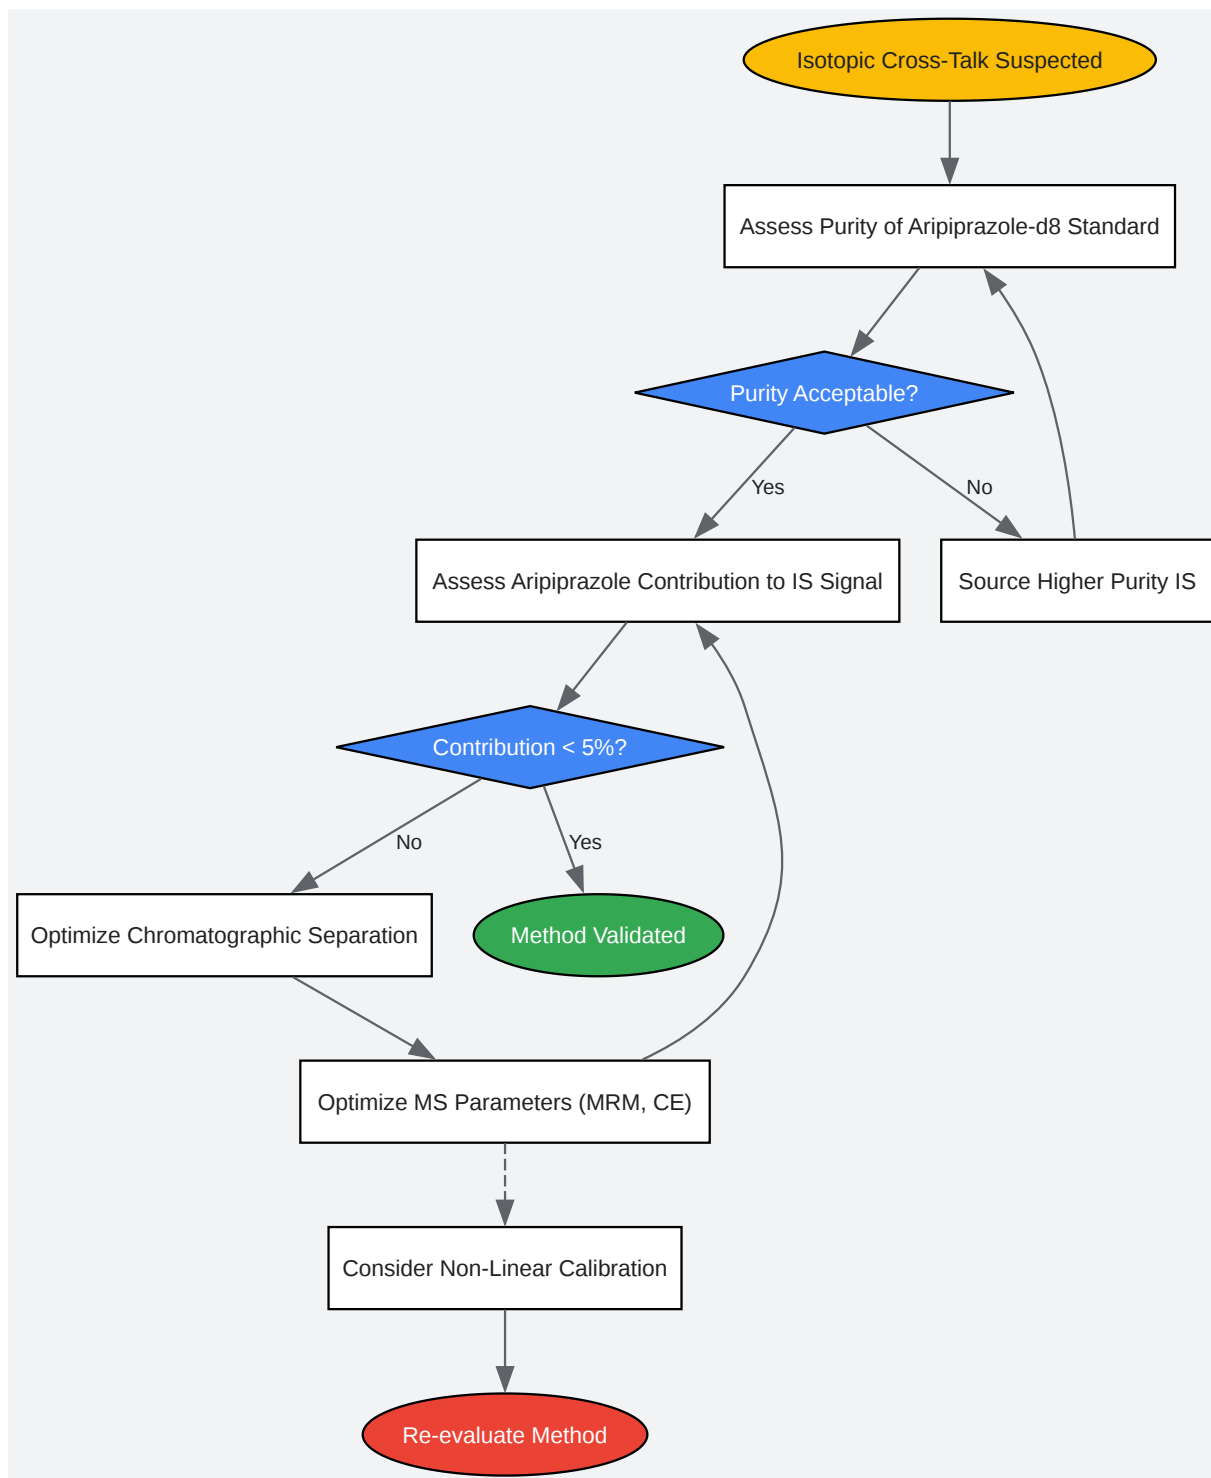 Isotopic Cross-Talk Suspected
Assess Purity of Aripiprazole-d8 Standard
Purity Acceptable?
Yes
No
Assess Aripiprazole Contribution to IS Signal
Source Higher Purity IS
Contribution < 5%?
No
Yes
Optimize Chromatographic Separation
Method Validated
Optimize MS Parameters (MRM, CE)
Consider Non-Linear Calibration
Re-evaluate Method